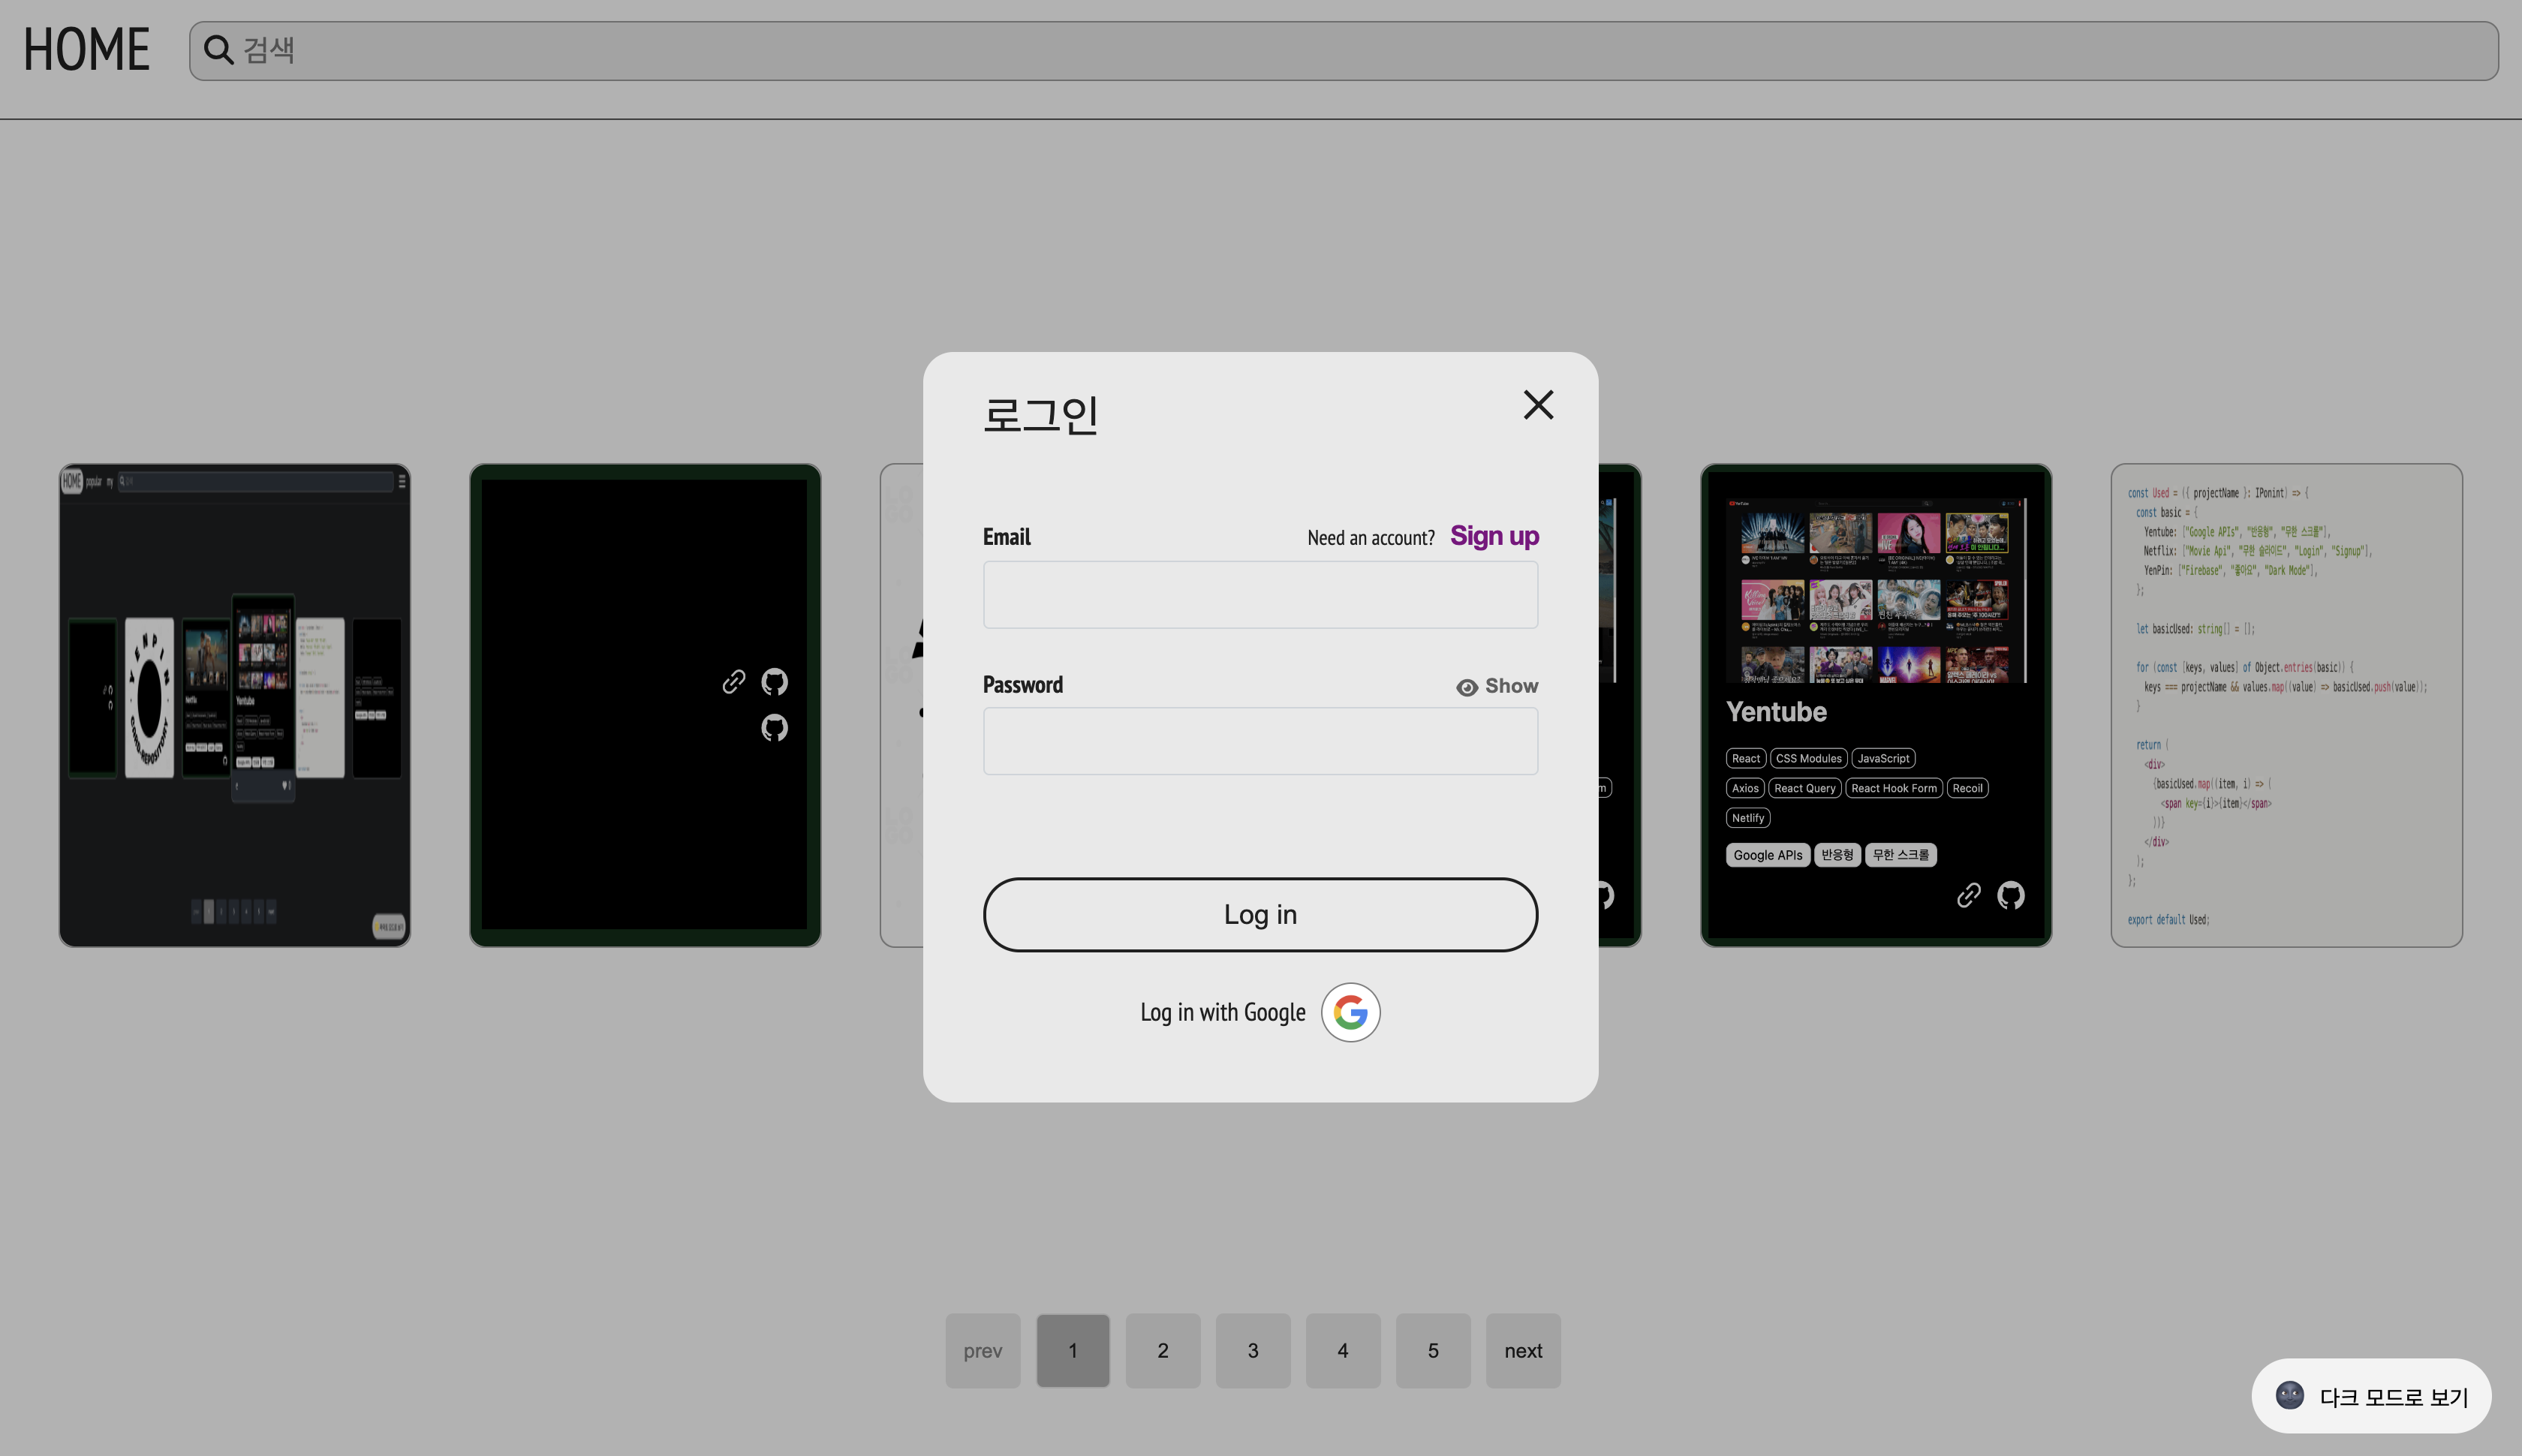 HOME
검색
HOME popular my
로그인
Email
Need an account? Sign up
Password
Show
Log in
Log in with Google
Yentube
React CSS Modules JavaScript
Axios React Query React Hook Form Recoil
Netlify
Google APIs 반응형 무한 스크롤
const Used = ({ projectName }: IPonint) => {
const basic = {
Yentube: ["Google APIs", "반응형", "무한 스크롤"],
Netflix: ["Movie Api", "무한 슬라이드", "Login", "Signup"],
YenPin: ["Firebase", "좋아요", "Dark Mode"],
};
let basicUsed: string[] = [];
for (const [keys, values] of Object.entries(basic)) {
keys === projectName && values.map((value) => basicUsed.push(value));
}
return (
<div>
{basicUsed.map((item, i) => (
<span key={i}>{item}</span>
))}
</div>
);
};
export default Used;
prev 1 2 3 4 5 next
다크 모드로 보기